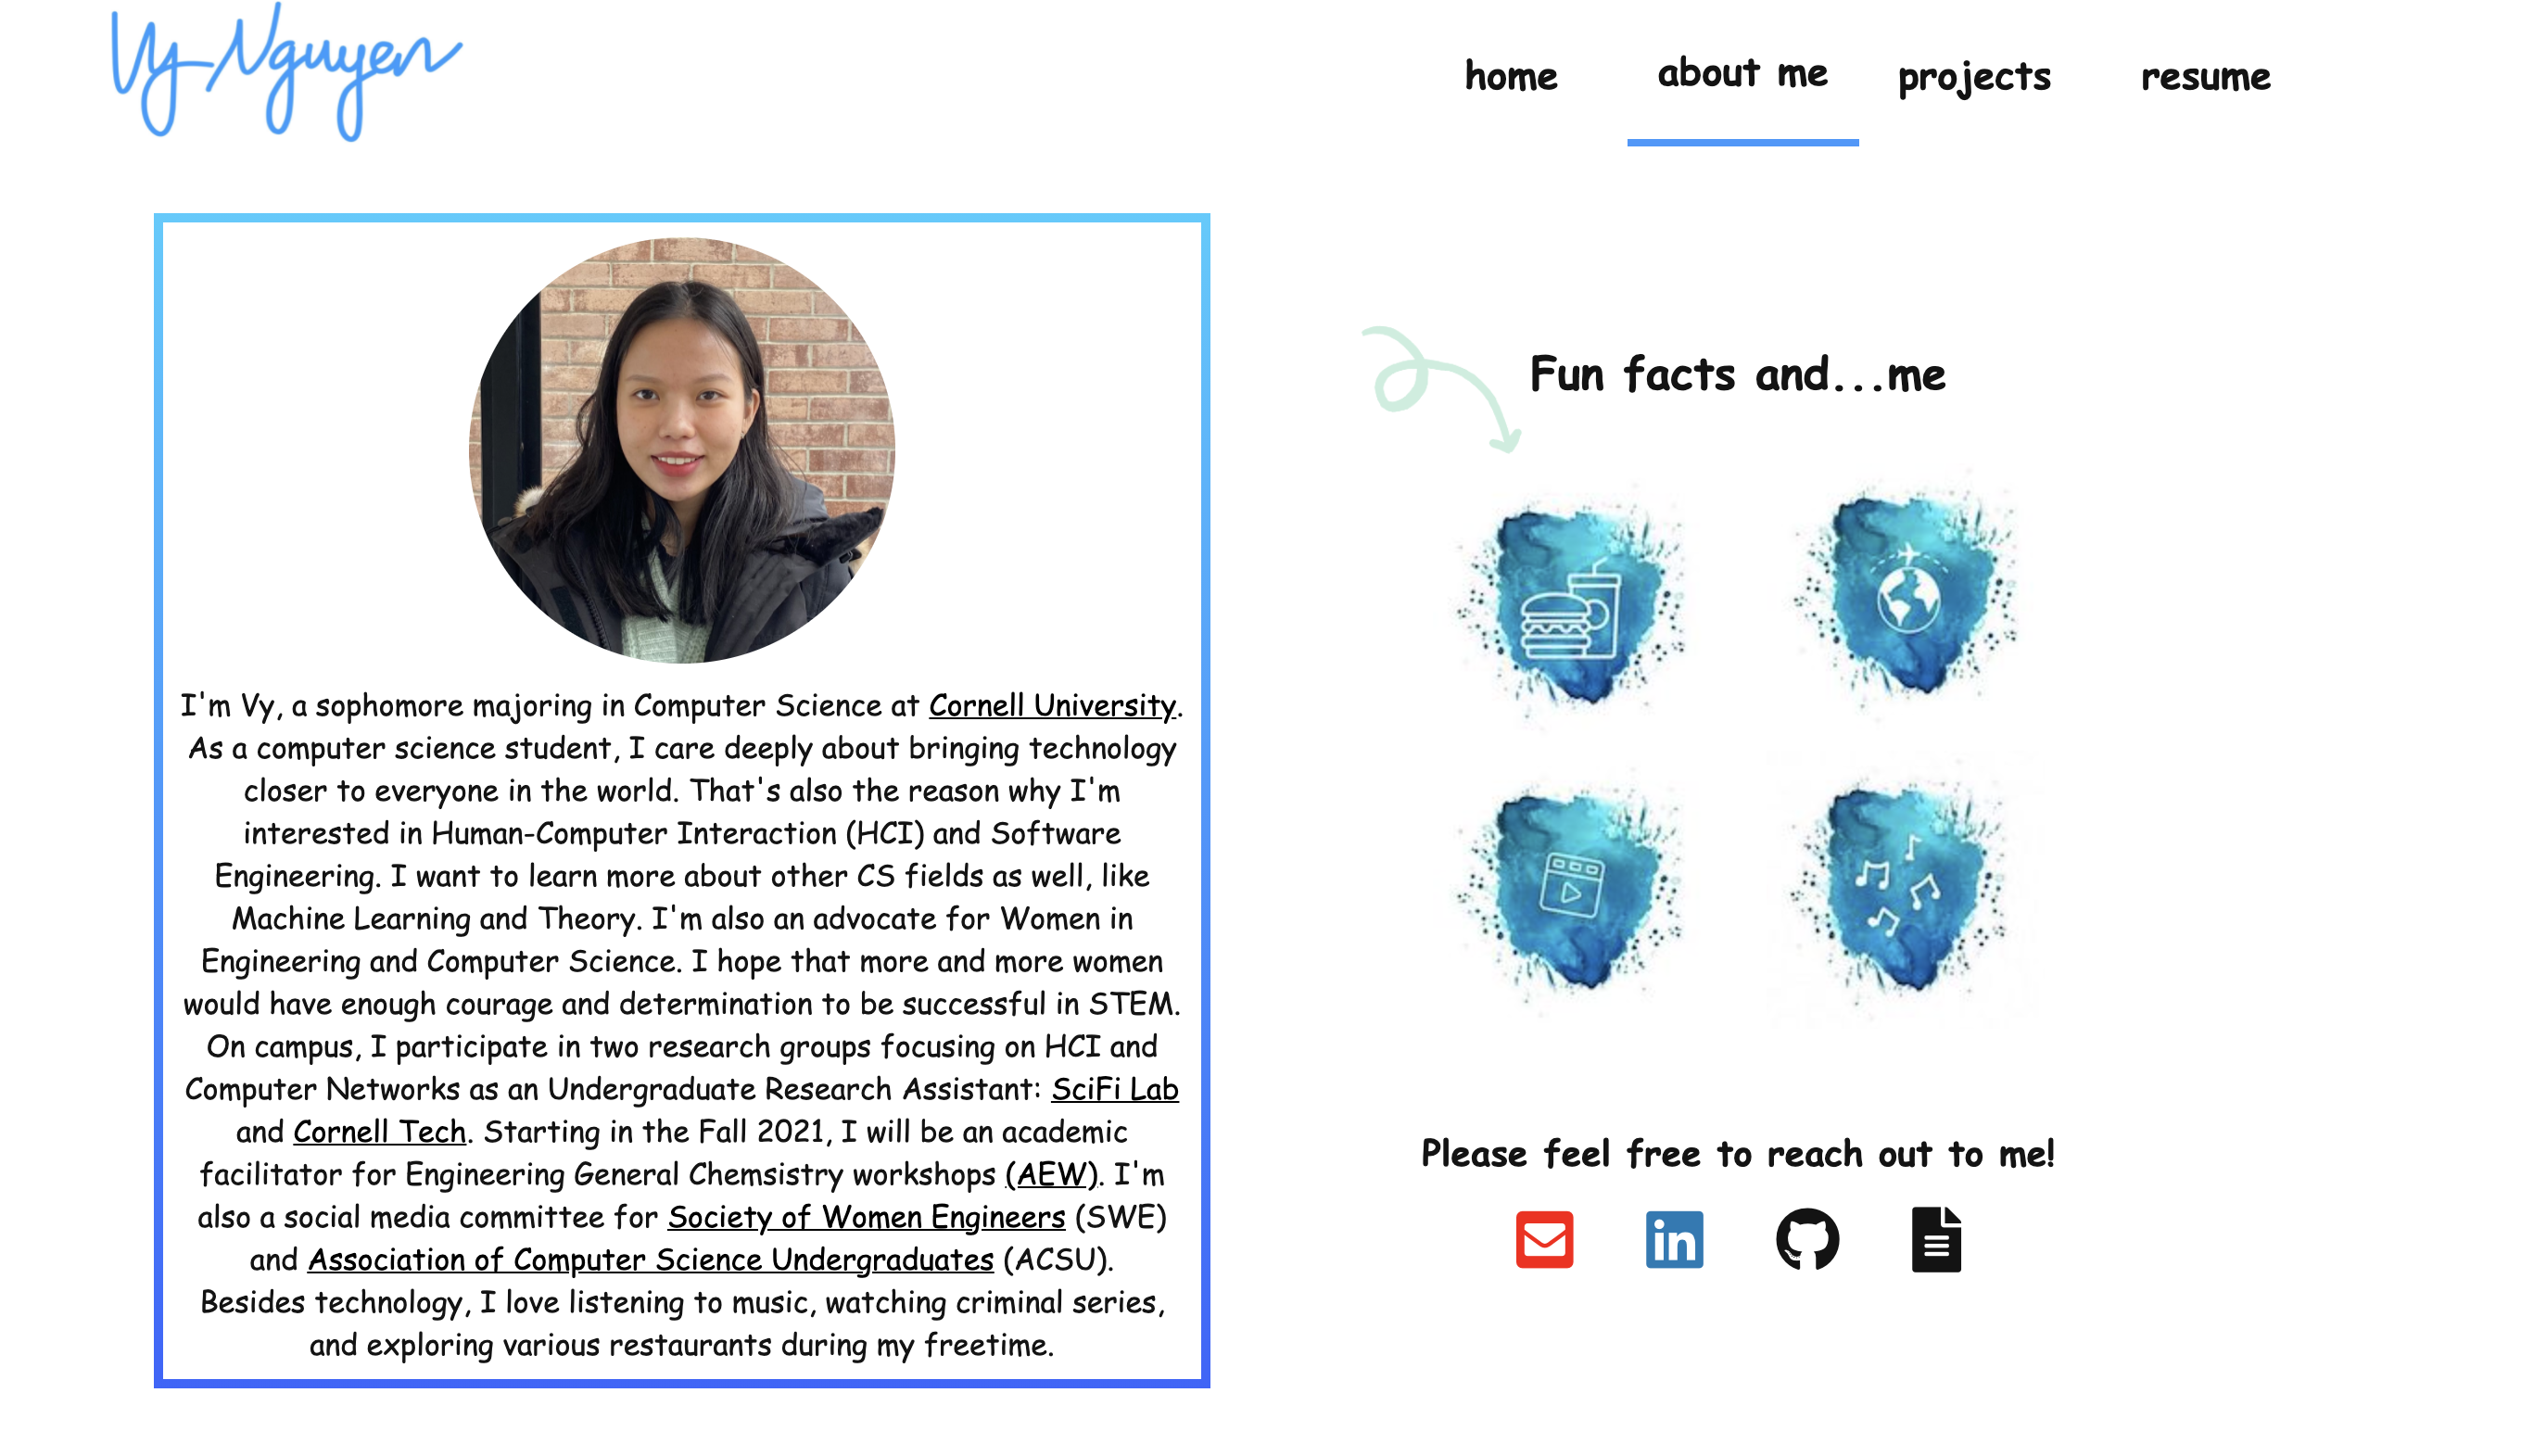 Vy Nguyen
home about me projects resume
I'm Vy, a sophomore majoring in Computer Science at Cornell University.
As a computer science student, I care deeply about bringing technology
closer to everyone in the world. That's also the reason why I'm
interested in Human-Computer Interaction (HCI) and Software
Engineering. I want to learn more about other CS fields as well, like
Machine Learning and Theory. I'm also an advocate for Women in
Engineering and Computer Science. I hope that more and more women
would have enough courage and determination to be successful in STEM.
On campus, I participate in two research groups focusing on HCI and
Computer Networks as an Undergraduate Research Assistant: SciFi Lab
and Cornell Tech. Starting in the Fall 2021, I will be an academic
facilitator for Engineering General Chemsistry workshops (AEW). I'm
also a social media committee for Society of Women Engineers (SWE)
and Association of Computer Science Undergraduates (ACSU).
Besides technology, I love listening to music, watching criminal series,
and exploring various restaurants during my freetime.
Fun facts and...me
Please feel free to reach out to me!
in